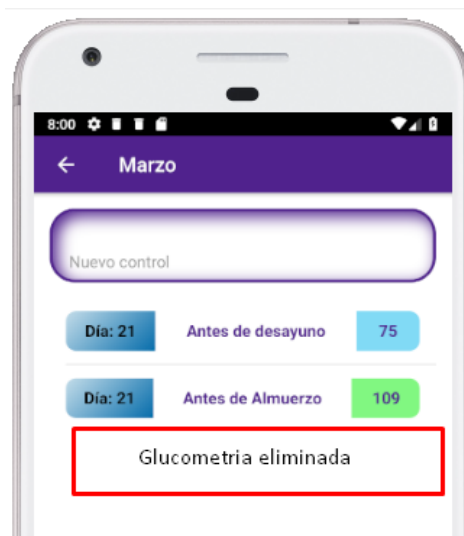 8:00
Marzo
Nuevo control
Día: 21 Antes de desayuno 75
Día: 21 Antes de Almuerzo 109
Glucometria eliminada